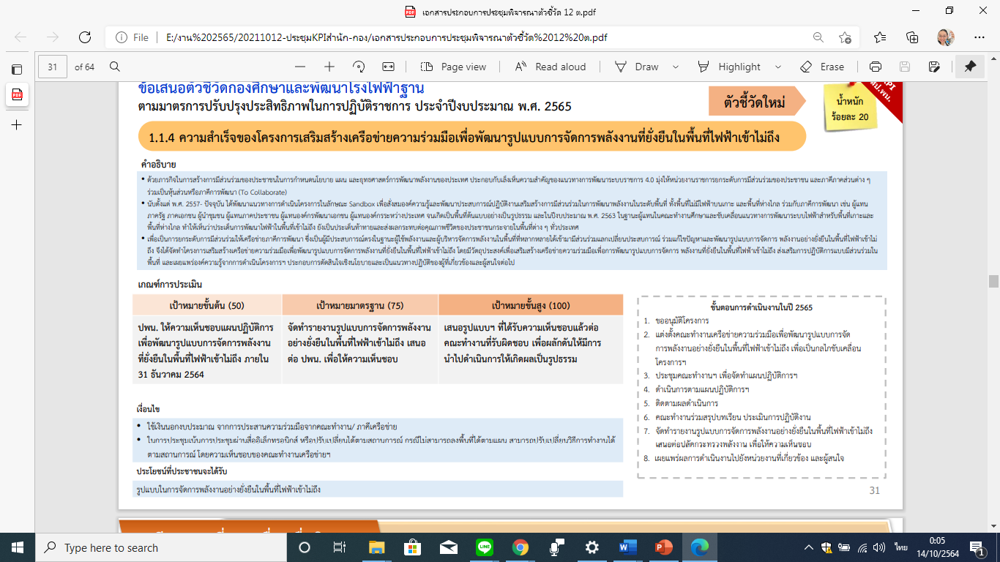 เอกสารประกอบการประชุมพิจารณาตัวชี้วัด 12 ต.pdf
File E:/งาน%202565/20211012-ประชุมKPIสำนัก-กอง/เอกสารประกอบการประชุมพิจารณาตัวชี้วัด%2012%20ต.pdf
31 of 64 Page view Read aloud Draw Highlight Erase
ข้อเสนอตัวชี้วัดกองศึกษาและพัฒนาโรงไฟฟ้าฐาน
ตามมาตรการปรับปรุงประสิทธิภาพในการปฏิบัติราชการ ประจำปีงบประมาณ พ.ศ. 2565
ตัวชี้วัดใหม่
น้ำหนัก
ร้อยละ 20
KPI
สป.พน.
1.1.4 ความสำเร็จของโครงการเสริมสร้างเครือข่ายความร่วมมือเพื่อพัฒนารูปแบบการจัดการพลังงานที่ยั่งยืนในพื้นที่ไฟฟ้าเข้าไม่ถึง
คำอธิบาย
• ด้วยภารกิจในการสร้างการมีส่วนร่วมของประชาชนในการกำหนดนโยบาย แผน และยุทธศาสตร์การพัฒนาพลังงานของประเทศ ประกอบกับเล็งเห็นความสำคัญของแนวทางการพัฒนาระบบราชการ 4.0 มุ่งให้หน่วยงานราชการยกระดับการมีส่วนร่วมของประชาชน และภาคีภาคส่วนต่าง ๆ
ร่วมเป็นหุ้นส่วนหรือภาคีการพัฒนา (To Collaborate)
• นับตั้งแต่ พ.ศ. 2557- ปัจจุบัน ได้พัฒนาแนวทางการดำเนินโครงการในลักษณะ Sandbox เพื่อสั่งสมองค์ความรู้และพัฒนาประสบการณ์ปฏิบัติงานเสริมสร้างการมีส่วนร่วมในการพัฒนาพลังงานในระดับพื้นที่ ทั้งพื้นที่ไม่มีไฟฟ้าบนเกาะ และพื้นที่ห่างไกล ร่วมกับภาคีการพัฒนา เช่น ผู้แทน
ภาครัฐ ภาคเอกชน ผู้นำชุมชน ผู้แทนภาคประชาชน ผู้แทนองค์กรพัฒนาเอกชน ผู้แทนองค์กรระหว่างประเทศ จนเกิดเป็นพื้นที่ต้นแบบอย่างเป็นรูปธรรม และในปีงบประมาณ พ.ศ. 2563 ในฐานะผู้แทนในคณะทำงานศึกษาและขับเคลื่อนแนวทางการพัฒนาระบบไฟฟ้าสำหรับพื้นที่เกาะและ
พื้นที่ห่างไกล ทำให้เห็นว่าประเด็นการพัฒนาไฟฟ้าในพื้นที่เข้าไม่ถึง ยังเป็นประเด็นท้าทายและส่งผลกระทบต่อคุณภาพชีวิตของประชาชนกระจายในพื้นที่ต่าง ๆ ทั่วประเทศ
• เพื่อเป็นการยกระดับการมีส่วนร่วมให้เครือข่ายภาคีการพัฒนา ซึ่งเป็นผู้มีประสบการณ์ตรงในฐานะผู้ใช้พลังงานและผู้บริหารจัดการพลังงานในพื้นที่ที่หลากหลายได้เข้ามามีส่วนร่วมแลกเปลี่ยนประสบการณ์ ร่วมแก้ไขปัญหาและพัฒนารูปแบบการจัดการ พลังงานอย่างยั่งยืนในพื้นที่ไฟฟ้าเข้าไม่
ถึง จึงได้จัดทำโครงการเสริมสร้างเครือข่ายความร่วมมือเพื่อพัฒนารูปแบบการจัดการพลังงานที่ยั่งยืนในพื้นที่ไฟฟ้าเข้าไม่ถึง โดยมีวัตถุประสงค์เพื่อเสริมสร้างเครือข่ายความร่วมมือเพื่อการพัฒนารูปแบบการจัดการ พลังงานที่ยั่งยืนในพื้นที่ไฟฟ้าเข้าไม่ถึง ส่งเสริมการปฏิบัติการแบบมีส่วนร่วมใน
พื้นที่ และเผยแพร่องค์ความรู้จากการดำเนินโครงการฯ ประกอบการตัดสินใจเชิงนโยบายและเป็นแนวทางปฏิบัติของผู้ที่เกี่ยวข้องและผู้สนใจต่อไป
เกณฑ์การประเมิน
เป้าหมายขั้นต้น (50) เป้าหมายมาตรฐาน (75) เป้าหมายขั้นสูง (100)
ปพน. ให้ความเห็นชอบแผนปฏิบัติการ จัดทำรายงานรูปแบบการจัดการพลังงาน เสนอรูปแบบฯ ที่ได้รับความเห็นชอบแล้วต่อ
เพื่อพัฒนารูปแบบการจัดการพลังงาน อย่างยั่งยืนในพื้นที่ไฟฟ้าเข้าไม่ถึง เสนอ คณะทำงานที่รับผิดชอบ เพื่อผลักดันให้มีการ
ที่ยั่งยืนในพื้นที่ไฟฟ้าเข้าไม่ถึง ภายใน ต่อ ปพน. เพื่อให้ความเห็นชอบ นำไปดำเนินการให้เกิดผลเป็นรูปธรรม
31 ธันวาคม 2564
ขั้นตอนการดำเนินงานในปี 2565
1. ขออนุมัติโครงการ
2. แต่งตั้งคณะทำงานเครือข่ายความร่วมมือเพื่อพัฒนารูปแบบการจัด
การพลังงานอย่างยั่งยืนในพื้นที่ไฟฟ้าเข้าไม่ถึง เพื่อเป็นกลไกขับเคลื่อน
โครงการฯ
3. ประชุมคณะทำงานฯ เพื่อจัดทำแผนปฏิบัติการฯ
4. ดำเนินการตามแผนปฏิบัติการฯ
5. ติดตามผลดำเนินการ
6. คณะทำงานร่วมสรุปบทเรียน ประเมินการปฏิบัติงาน
7. จัดทำรายงานรูปแบบการจัดการพลังงานอย่างยั่งยืนในพื้นที่ไฟฟ้าเข้าไม่ถึง
เสนอต่อปลัดกระทรวงพลังงาน เพื่อให้ความเห็นชอบ
8. เผยแพร่ผลการดำเนินงานไปยังหน่วยงานที่เกี่ยวข้อง และผู้สนใจ
เงื่อนไข
• ใช้เงินนอกงบประมาณ จากการประสานความร่วมมือจากคณะทำงาน/ ภาคีเครือข่าย
• ในการประชุมเน้นการประชุมผ่านสื่ออิเล็กทรอนิกส์ หรือปรับเปลี่ยนได้ตามสถานการณ์ กรณีไม่สามารถลงพื้นที่ได้ตามแผน สามารถปรับเปลี่ยนวิธีการทำงานได้
ตามสถานการณ์ โดยความเห็นชอบของคณะทำงานเครือข่ายฯ
ประโยชน์ที่ประชาชนจะได้รับ
รูปแบบในการจัดการพลังงานอย่างยั่งยืนในพื้นที่ไฟฟ้าเข้าไม่ถึง
31
Type here to search
ไทย
0:05
14/10/2564
1